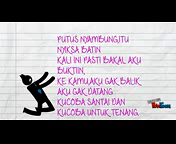 PUTUS NYAMBUNG,ITU
NYIKSA BATIN
KALI INI PASTI BAKAL AKU
BUKTIIN,
KE KAMU,AKU GAK BALIK
AKU GAK DATANG
KUCOBA SANTAI DAN
KUCOBA UNTUK TENANG